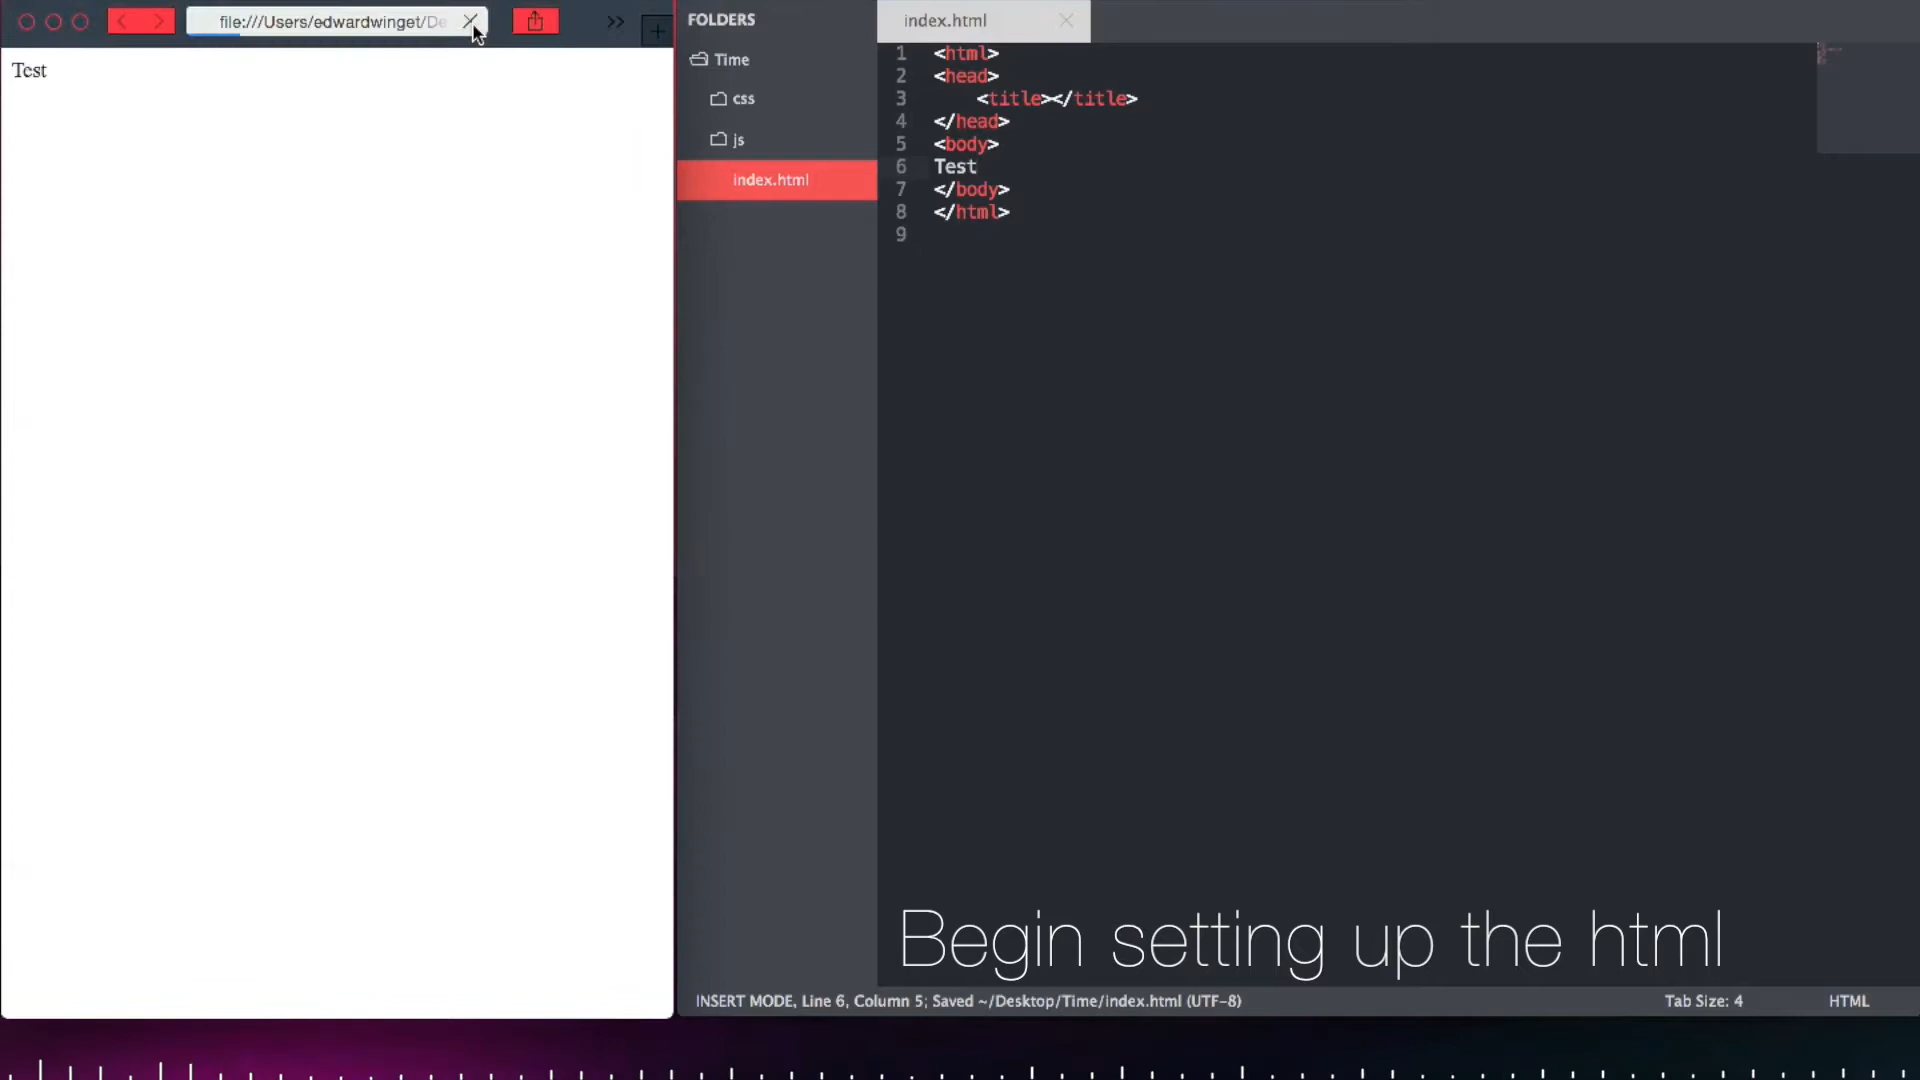 file:///Users/edwardwinget/De
Test
FOLDERS
Time
css
js
index.html
index.html
1 <html>
2 <head>
3     <title></title>
4 </head>
5 <body>
6 Test
7 </body>
8 </html>
9
Begin setting up the html
INSERT MODE, Line 6, Column 5; Saved ~/Desktop/Time/index.html (UTF-8)
Tab Size: 4
HTML